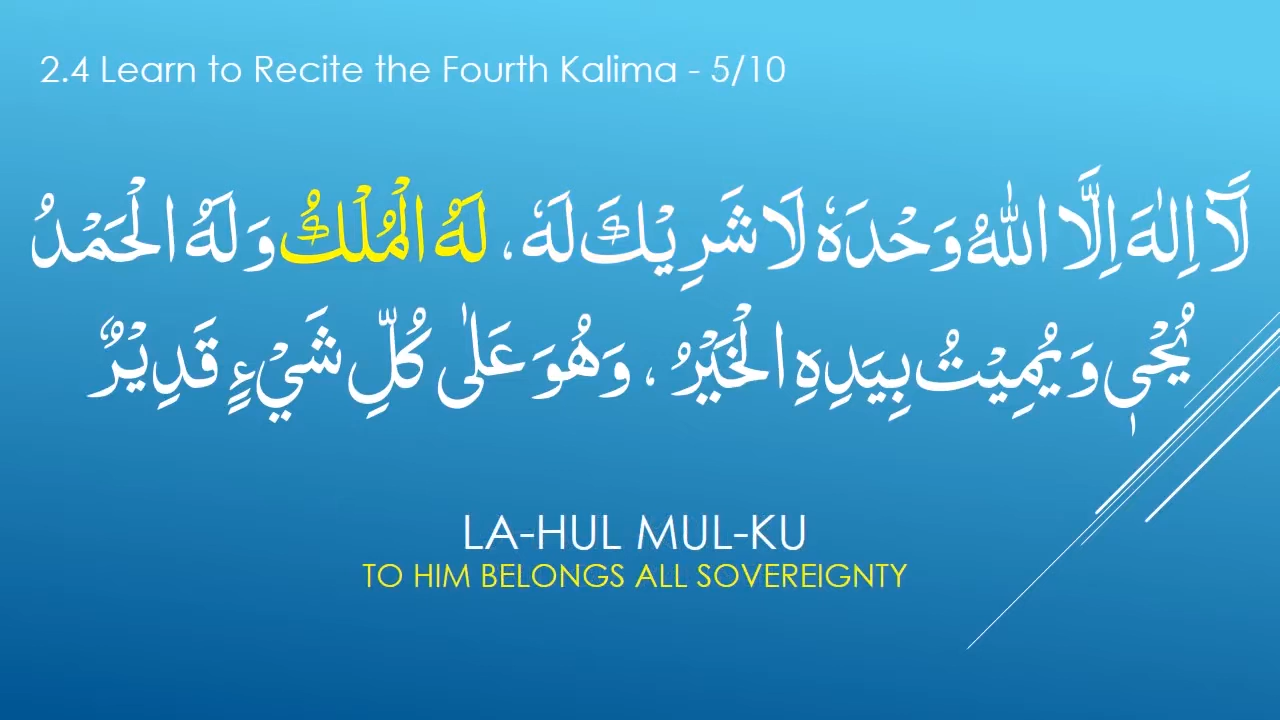 2.4 Learn to Recite the Fourth Kalima - 5/10
لَآ اِلٰهَ اِلَّا اللهُ وَحْدَهٗ لَا شَرِيْكَ لَهٗ، لَهُ الْمُلْكُ وَ لَهُ الْحَمْدُ
يُحْيٖ وَ يُمِيْتُ بِيَدِهِ الْخَيْرُ ، وَهُوَ عَلٰى كُلِّ شَيْءٍ قَدِيْرٌ
LA-HUL MUL-KU
TO HIM BELONGS ALL SOVEREIGNTY